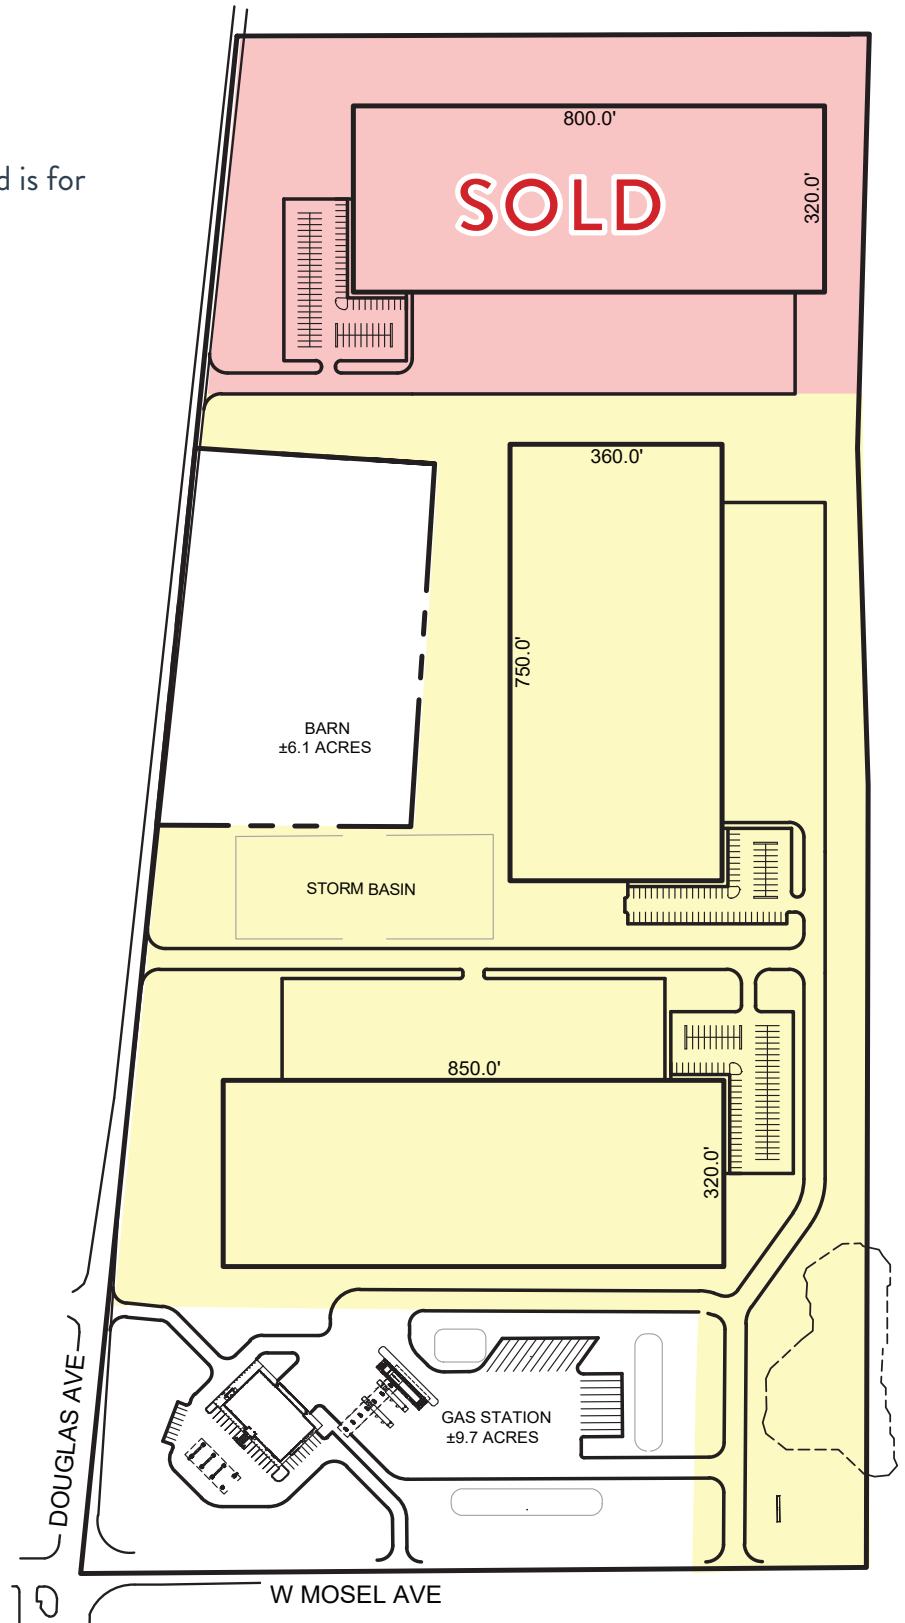 d is for
800.0'
320.0'
SOLD
360.0'
750.0'
BARN
±6.1 ACRES
STORM BASIN
850.0'
320.0'
GAS STATION
±9.7 ACRES
DOUGLAS AVE
W MOSEL AVE